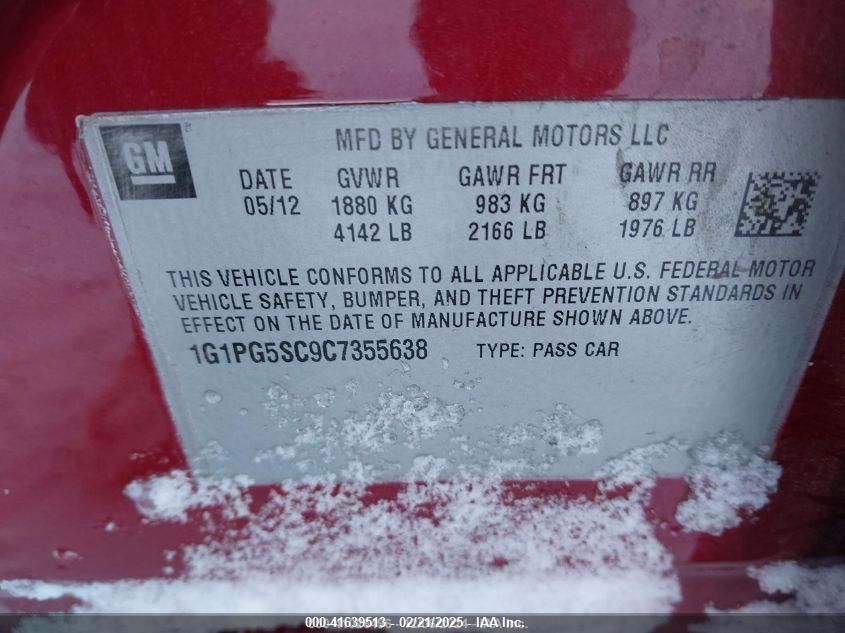 GM
MFD BY GENERAL MOTORS LLC
DATE GVWR GAWR FRT GAWR RR
05/12 1880 KG 983 KG 897 KG
4142 LB 2166 LB 1976 LB
THIS VEHICLE CONFORMS TO ALL APPLICABLE U.S. FEDERAL MOTOR
VEHICLE SAFETY, BUMPER, AND THEFT PREVENTION STANDARDS IN
EFFECT ON THE DATE OF MANUFACTURE SHOWN ABOVE.
1G1PG5SC9C7355638 TYPE: PASS CAR
000-41639513 02/21/2025 IAA Inc.